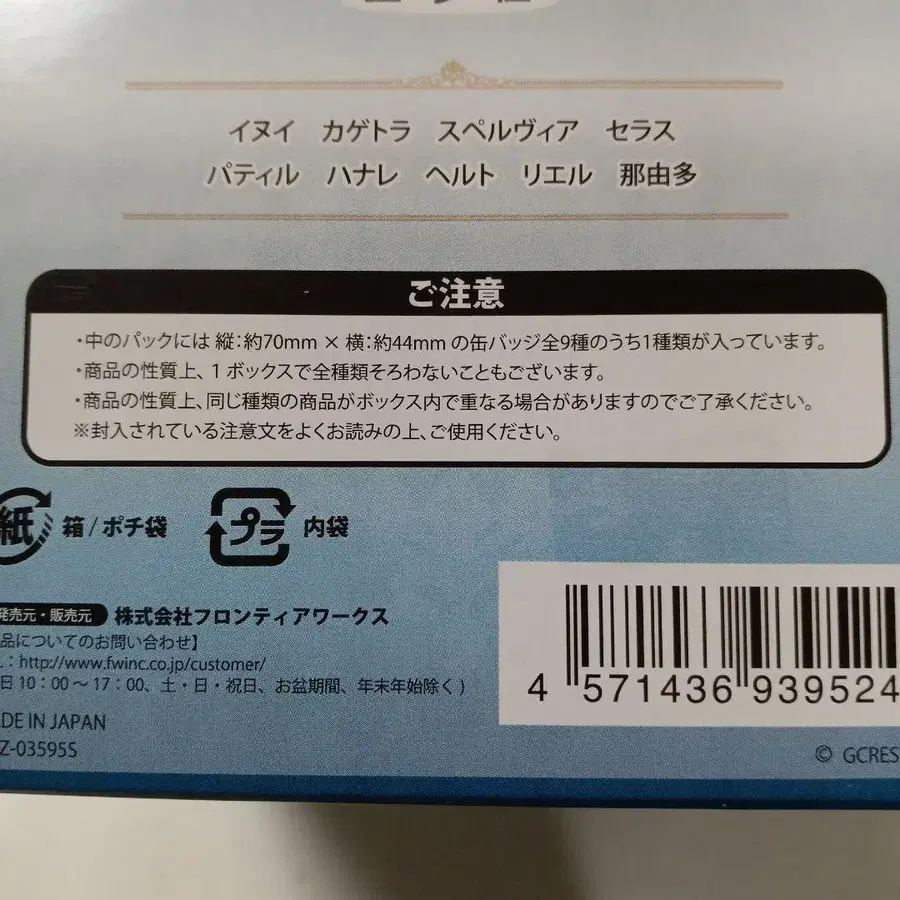 イヌイ カゲトラ スペルヴィア セラス
パティル ハナレ ヘルト リエル 那由多
ご注意
・中のパックには 縦:約70mm × 横:約44mm の缶バッジ全9種のうち1種類が入っています。
・商品の性質上、1ボックスで全種類そろわないこともございます。
・商品の性質上、同じ種類の商品がボックス内で重なる場合がありますのでご了承ください。
※封入されている注意文をよくお読みの上、ご使用ください。
紙 箱/ポチ袋 プラ 内袋
発売元・販売元 株式会社フロンティアワークス
品についてのお問い合わせ】
L:http://www.fwinc.co.jp/customer/
日 10:00〜17:00、土・日・祝日、お盆期間、年末年始除く)
DE IN JAPAN
Z-03595S
4 571436 939524
© GCRES